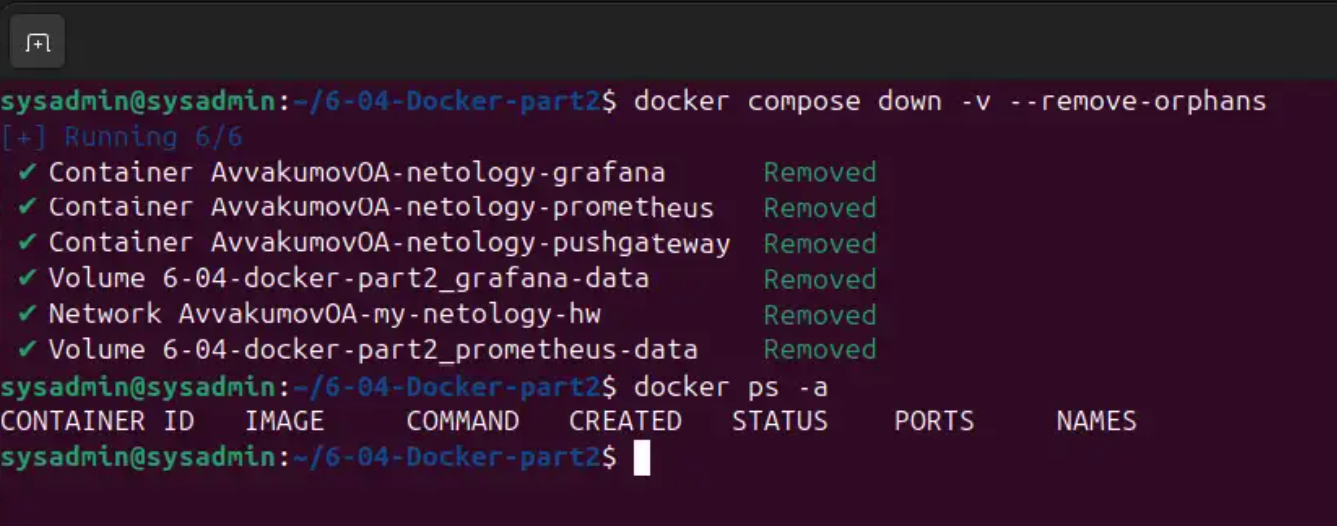 sysadmin@sysadmin:~/6-04-Docker-part2$ docker compose down -v --remove-orphans
[+] Running 6/6
✔ Container AvvakumovOA-netology-grafana Removed
✔ Container AvvakumovOA-netology-prometheus Removed
✔ Container AvvakumovOA-netology-pushgateway Removed
✔ Volume 6-04-docker-part2_grafana-data Removed
✔ Network AvvakumovOA-my-netology-hw Removed
✔ Volume 6-04-docker-part2_prometheus-data Removed
sysadmin@sysadmin:~/6-04-Docker-part2$ docker ps -a
CONTAINER ID IMAGE COMMAND CREATED STATUS PORTS NAMES
sysadmin@sysadmin:~/6-04-Docker-part2$